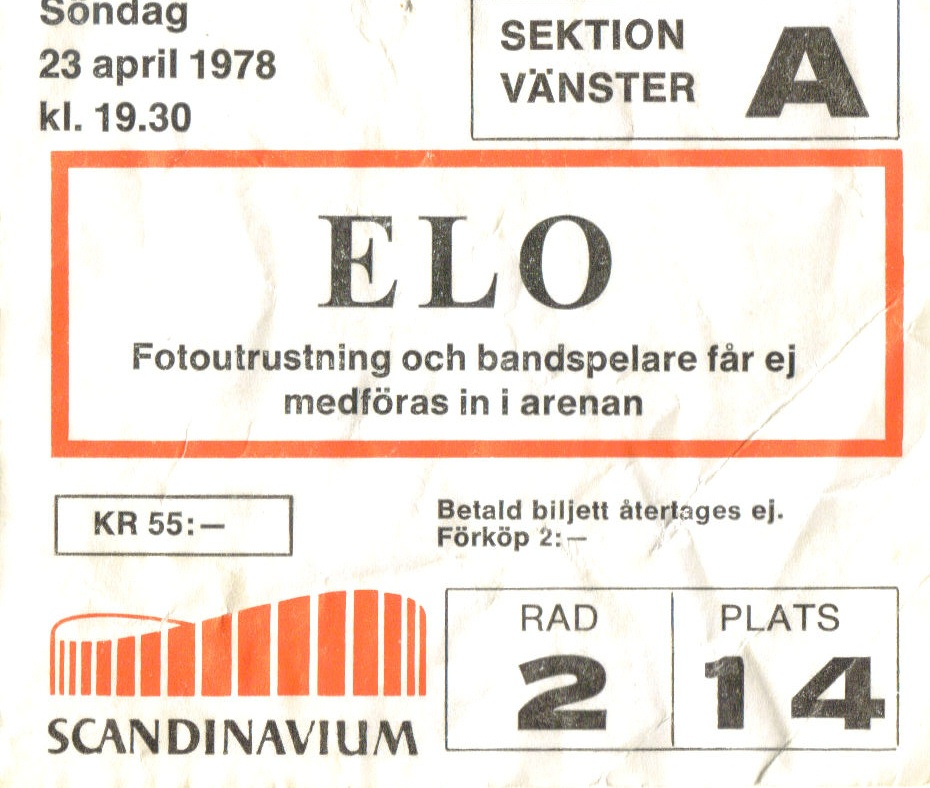 Söndag
23 april 1978
kl. 19.30
SEKTION
VÄNSTER
A
ELO
Fotoutrustning och bandspelare får ej
medföras in i arenan
KR 55:—
Betald biljett återtages ej.
Förköp 2:—
RAD
2
PLATS
14
SCANDINAVIUM